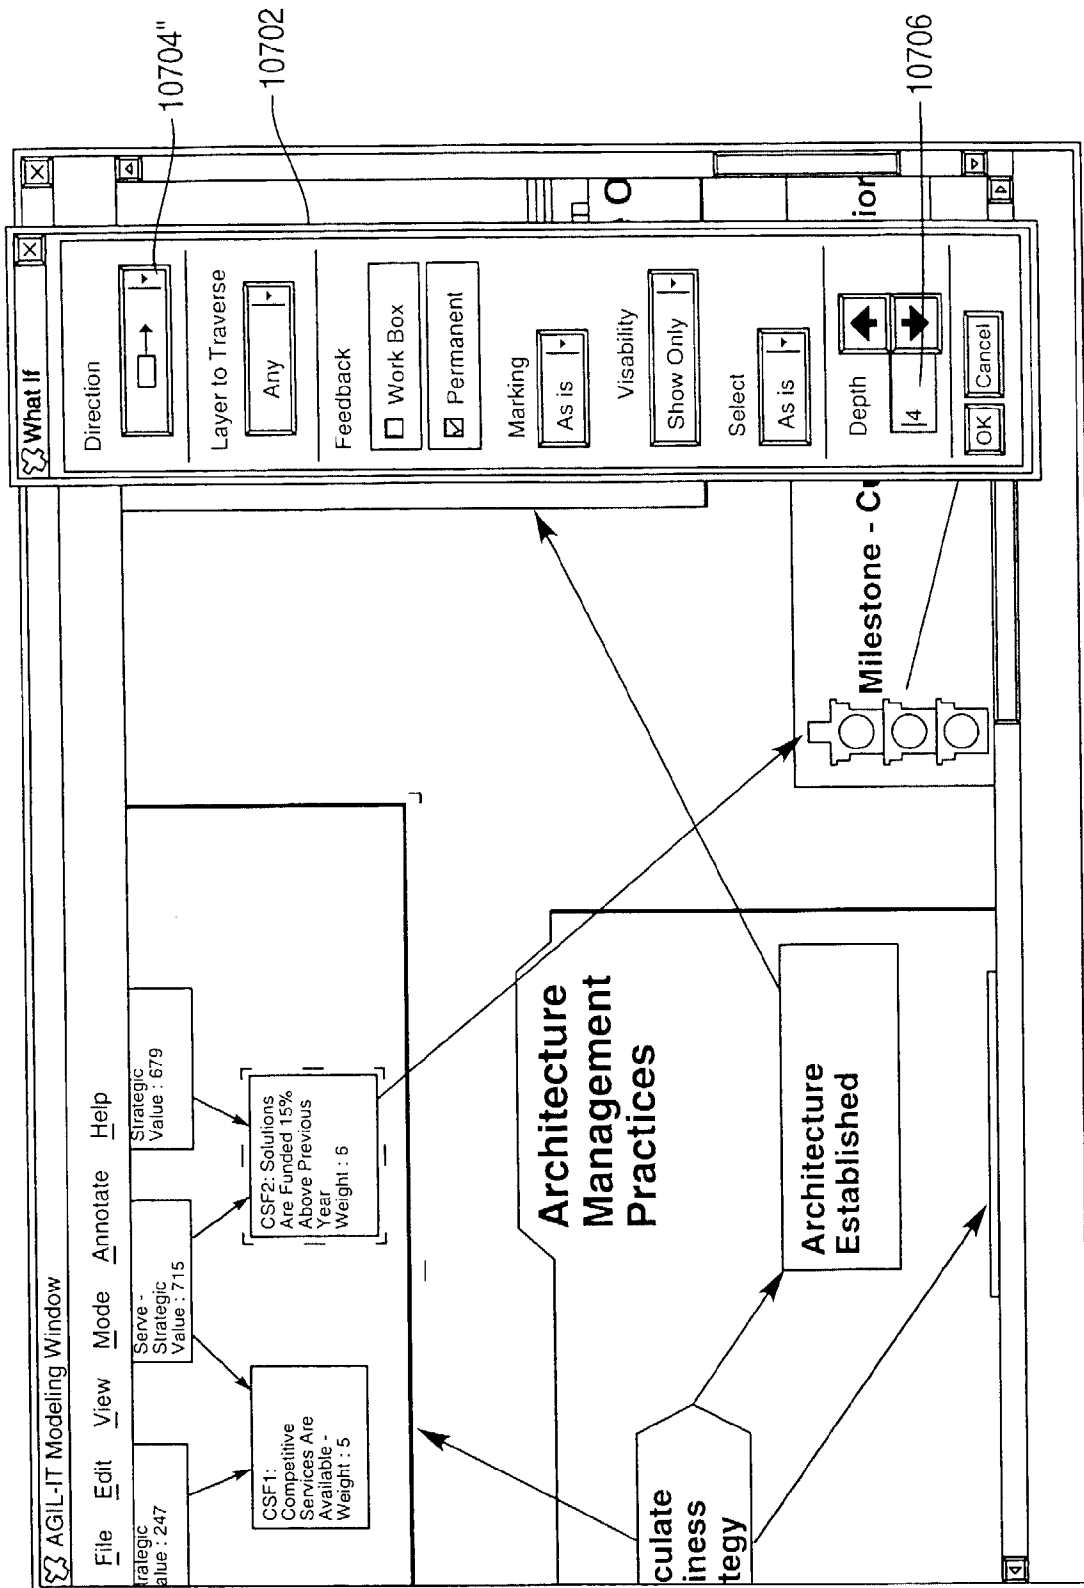 AGIL-IT Modeling Window
File Edit View Mode Annotate Help
rategic
alue : 247
Serve -
Strategic
Value : 715
Strategic
Value : 679
CSF1:
Competitive
Services Are
Available -
Weight : 5
CSF2: Solutions
Are Funded 15%
Above Previous
Year
Weight : 6
culate
iness
tegy
Architecture
Management
Practices
Architecture
Established
Milestone - Cu
O
ior
What If
Direction
Layer to Traverse
Any
Feedback
Work Box
Permanent
Marking
As is
Visability
Show Only
Select
As is
Depth
4
OK Cancel
10704"
10702
10706